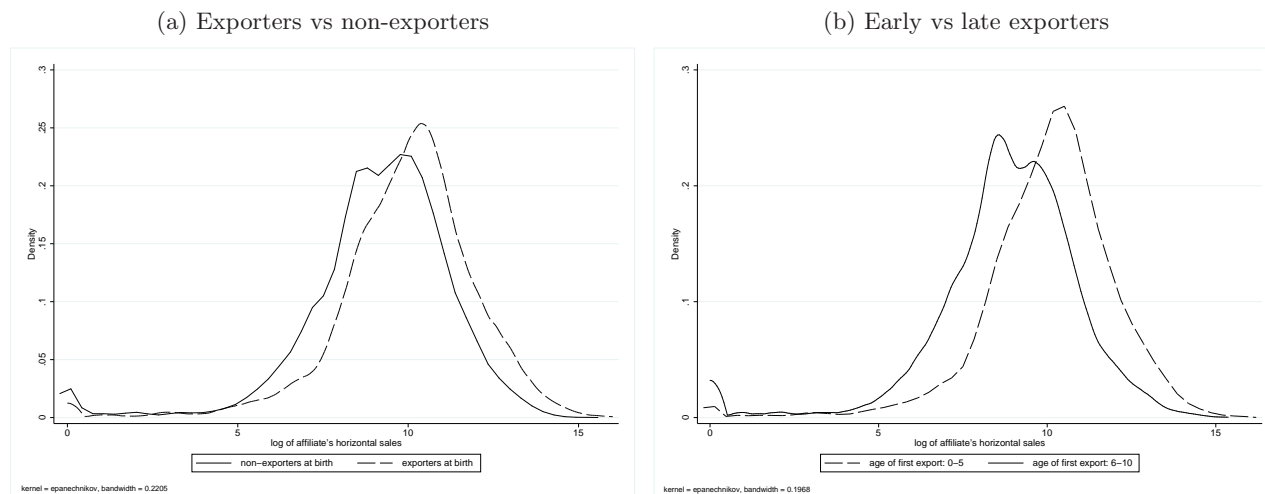 (a) Exporters vs non-exporters
.3
.25
.2
.15
.1
.05
0
Density
0 5 10 15
log of affiliate's horizontal sales
non−exporters at birth exporters at birth
kernel = epanechnikov, bandwidth = 0.2205
(b) Early vs late exporters
.3
.2
.1
0
Density
0 5 10 15
log of affiliate's horizontal sales
age of first export: 0−5 age of first export: 6−10
kernel = epanechnikov, bandwidth = 0.1968